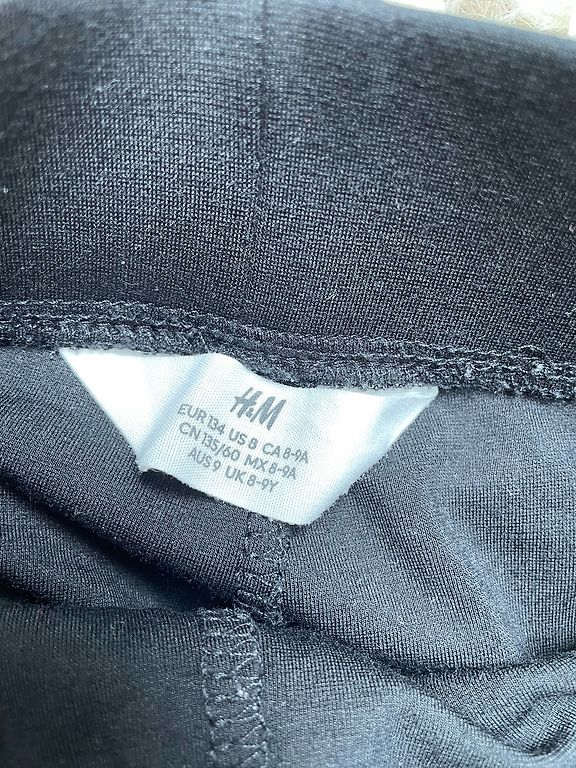 H&M
EUR 134 US 8 CA 8-9A
CN 135/60 MX 8-9A
AUS 9 UK 8-9Y